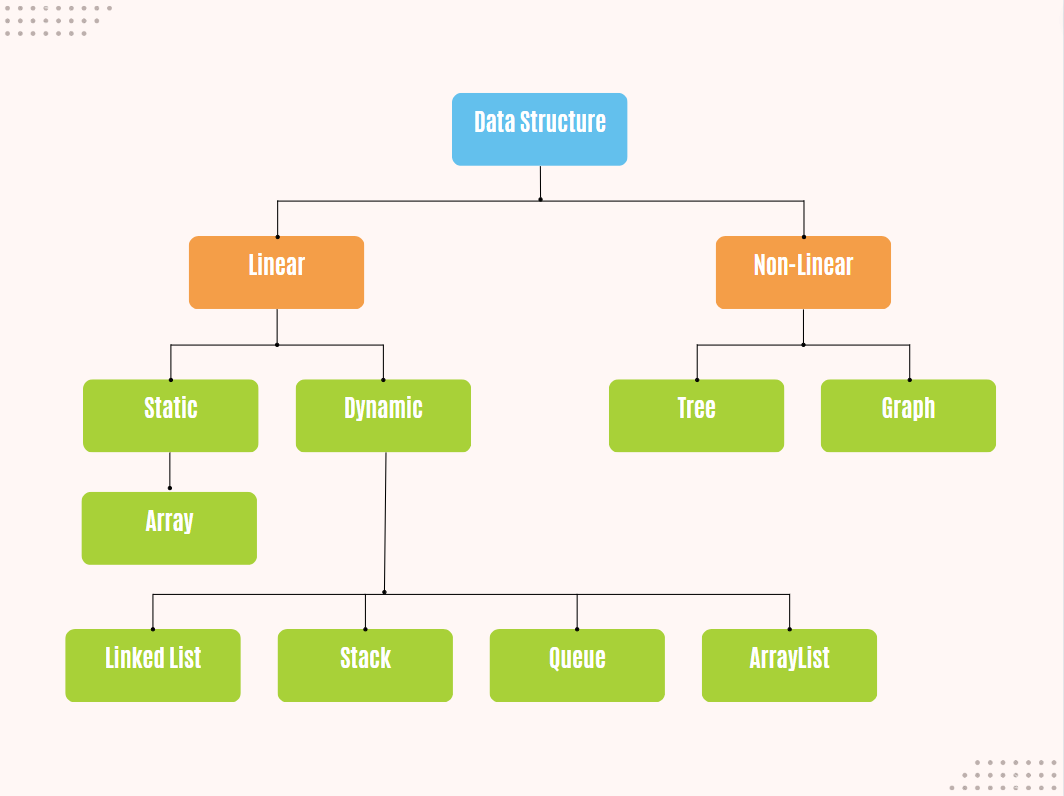 Data Structure
Linear
Non-Linear
Static
Dynamic
Tree
Graph
Array
Linked List
Stack
Queue
ArrayList